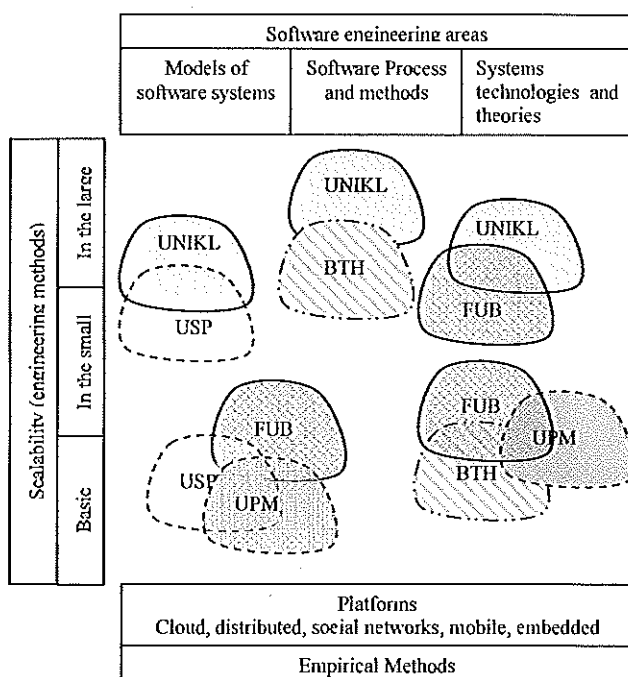 Software engineering areas
Models of
software systems
Software Process
and methods
Systems
technologies and
theories
Scalability (engineering methods)
In the large
In the small
Basic
UNIKL
UNIKL
UNIKL
BTH
USP
FUB
FUB
FUB
UPM
USP
BTH
UPM
Platforms
Cloud, distributed, social networks, mobile, embedded
Empirical Methods